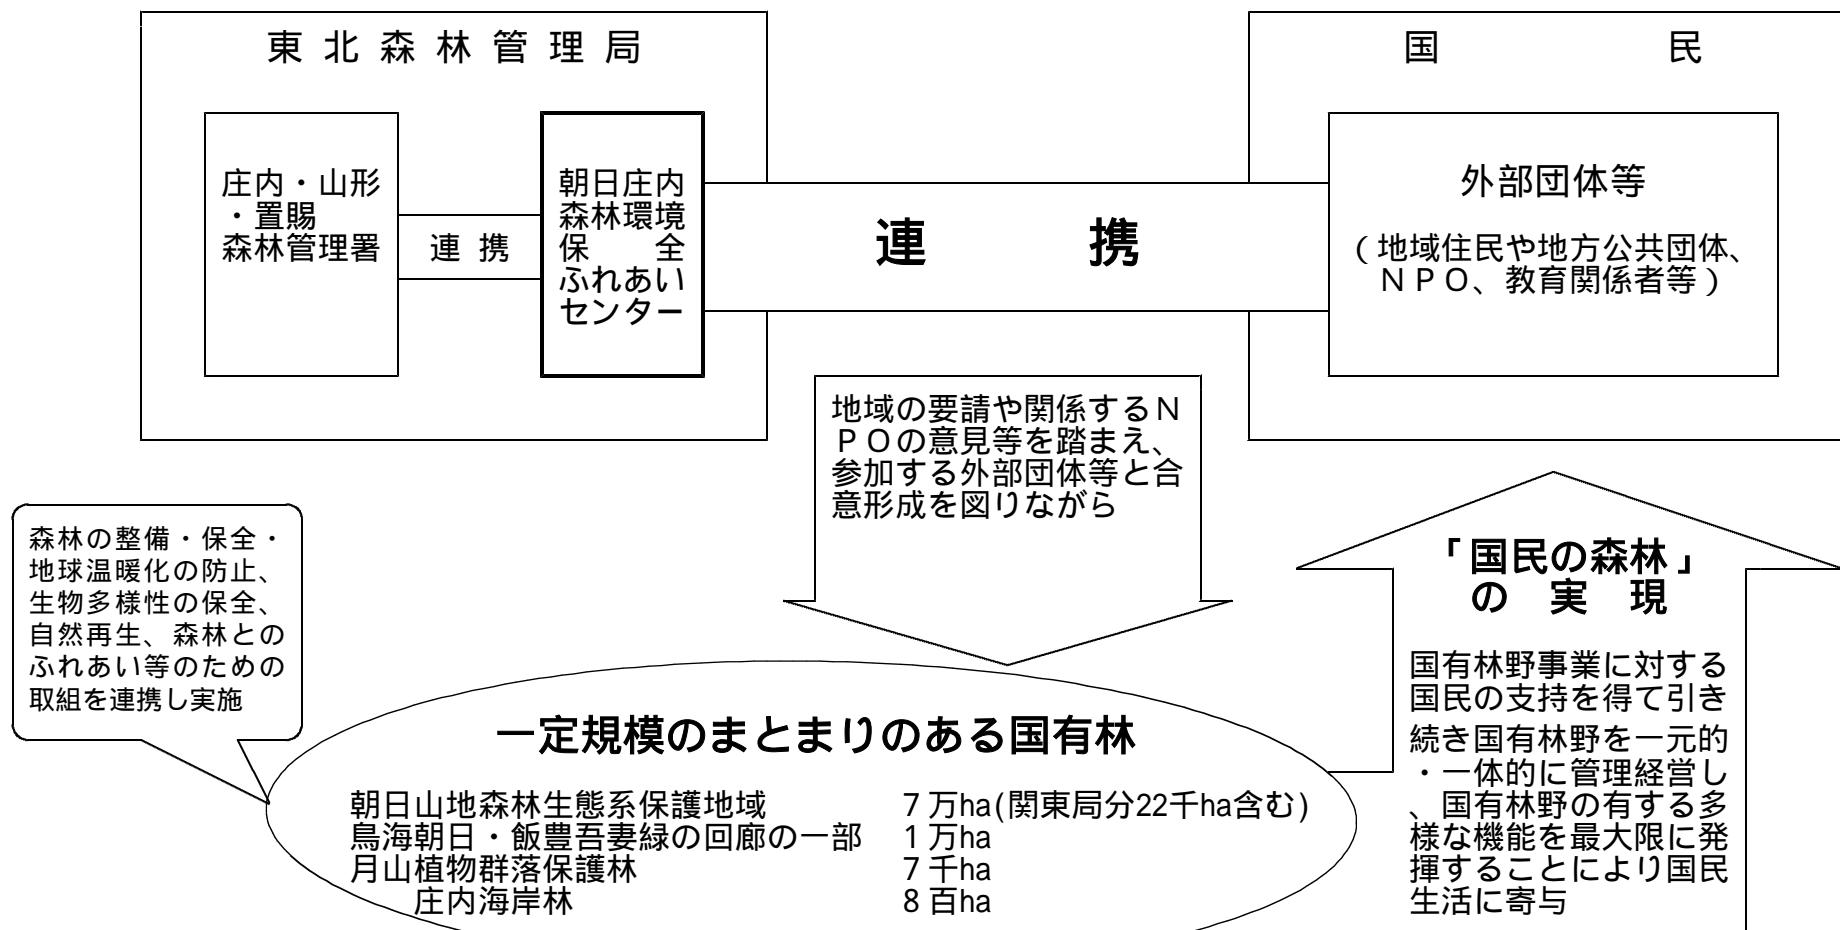 東北森林管理局
庄内・山形
・置賜
森林管理署
連携
朝日庄内
森林環境
保　　全
ふれあい
センター
連　　携
国　　民
外部団体等
（地域住民や地方公共団体、
ＮＰＯ、教育関係者等）
地域の要請や関係するＮ
ＰＯの意見等を踏まえ、
参加する外部団体等と合
意形成を図りながら
森林の整備・保全・
地球温暖化の防止、
生物多様性の保全、
自然再生、森林との
ふれあい等のための
取組を連携し実施
一定規模のまとまりのある国有林
朝日山地森林生態系保護地域　７万ha(関東局分22千ha含む)
鳥海朝日・飯豊吾妻緑の回廊の一部　１万ha
月山植物群落保護林　７千ha
庄内海岸林　８百ha
「国民の森林」
の　実　現
国有林野事業に対する
国民の支持を得て引き
続き国有林野を一元的
・一体的に管理経営し
、国有林野の有する多
様な機能を最大限に発
揮することにより国民
生活に寄与